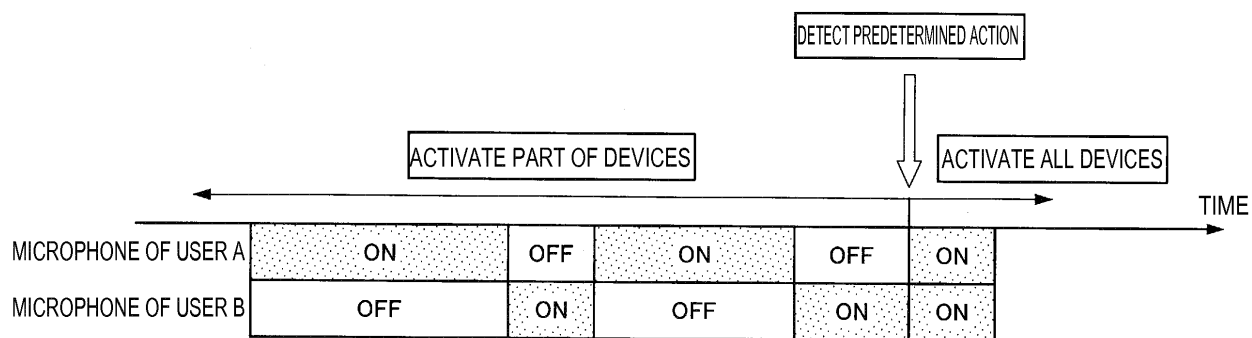 DETECT PREDETERMINED ACTION
ACTIVATE PART OF DEVICES
ACTIVATE ALL DEVICES
TIME
MICROPHONE OF USER A ON OFF ON OFF ON
MICROPHONE OF USER B OFF ON OFF ON ON